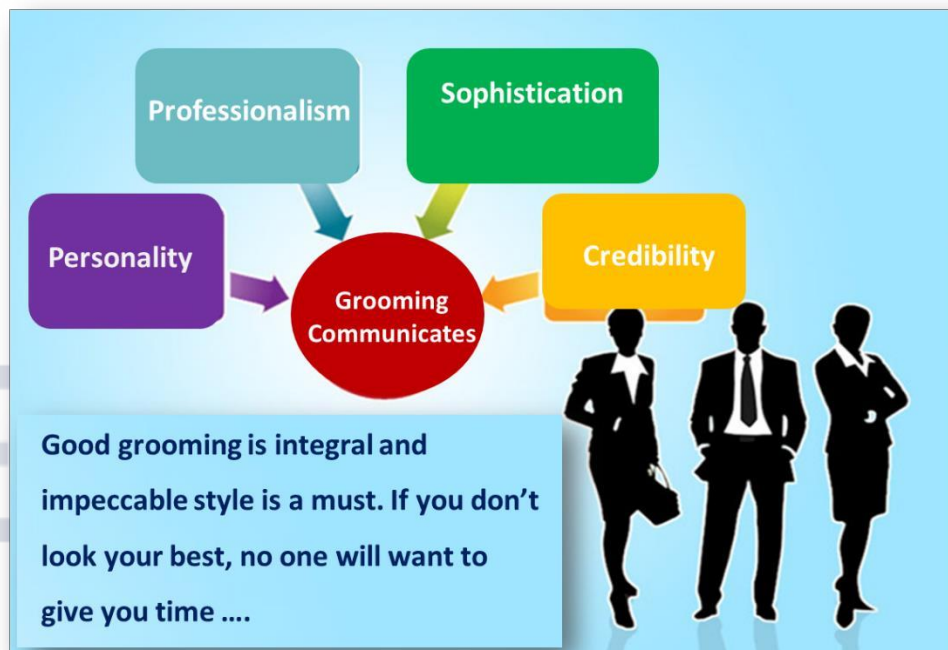 Professionalism
Sophistication
Personality
Credibility
Grooming
Communicates
Good grooming is integral and
impeccable style is a must. If you don’t
look your best, no one will want to
give you time ....